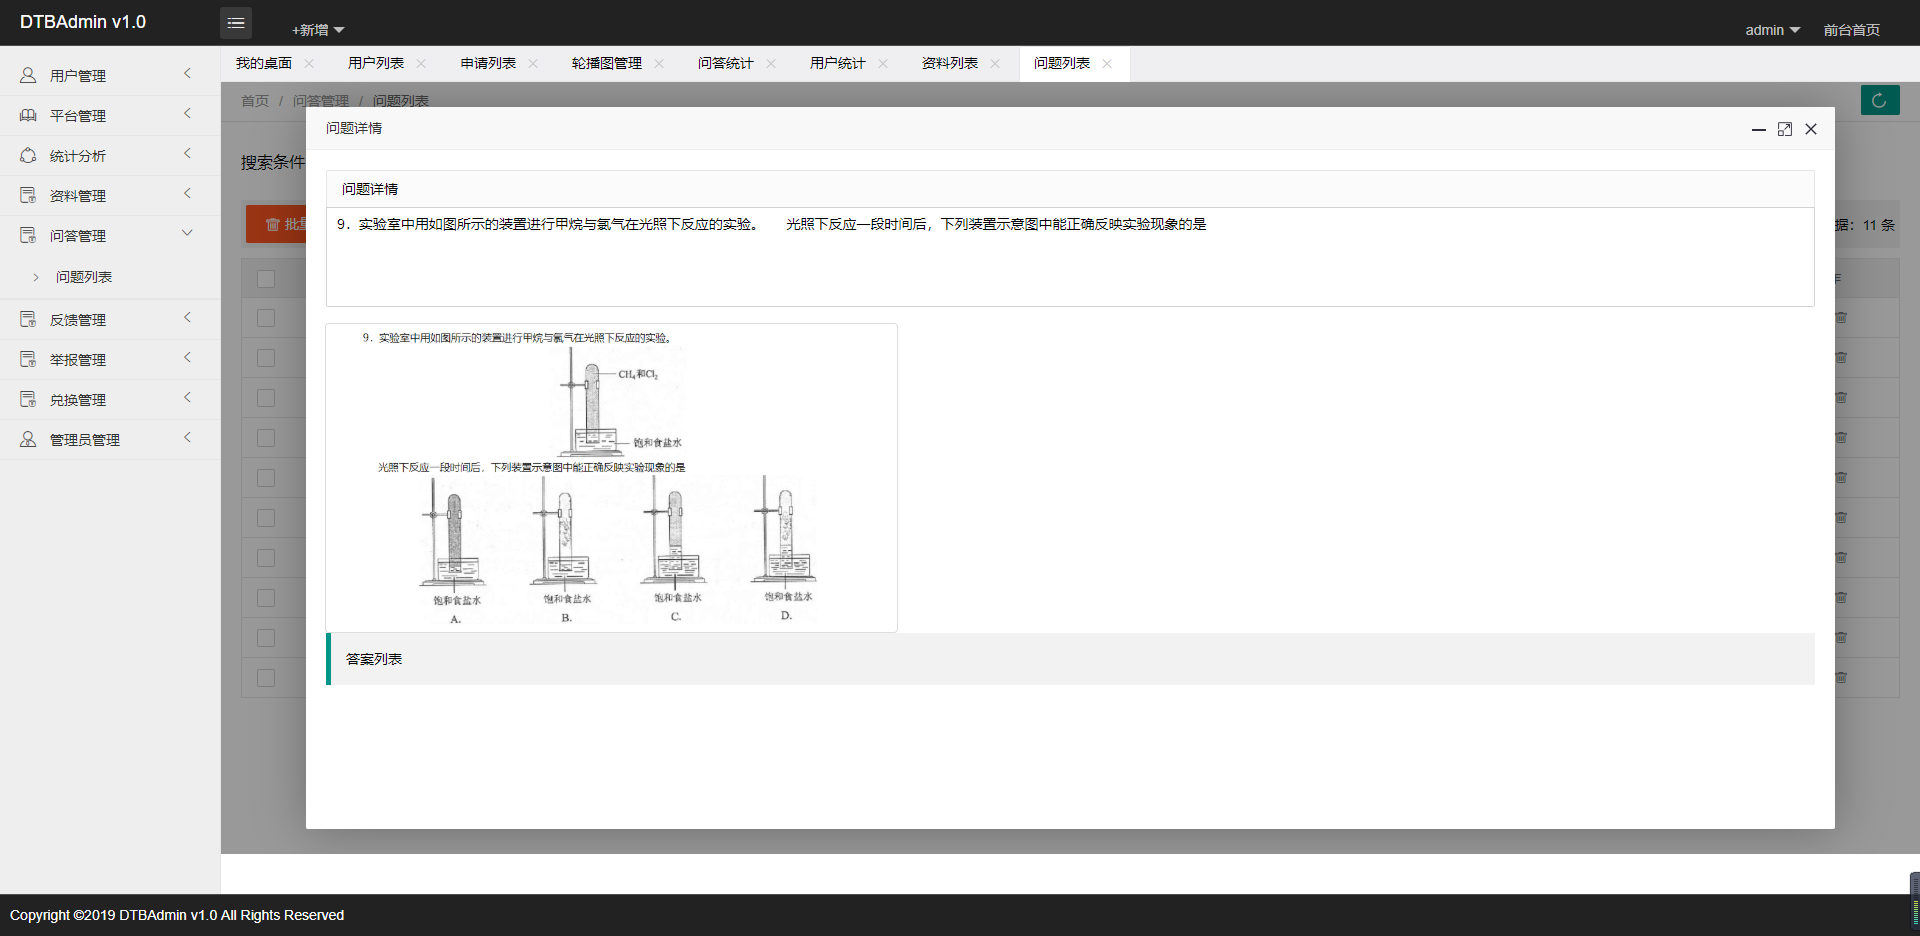 DTBAdmin v1.0
+新增
admin
前台首页
用户管理
平台管理
统计分析
资料管理
问答管理
问题列表
反馈管理
举报管理
兑换管理
管理员管理
我的桌面
用户列表
申请列表
轮播图管理
问答统计
用户统计
资料列表
问题列表
首页 / 问答管理 / 问题列表
搜索条件
批量
据：11 条
问题详情
问题详情
9．实验室中用如图所示的装置进行甲烷与氯气在光照下反应的实验。 光照下反应一段时间后，下列装置示意图中能正确反映实验现象的是
9．实验室中用如图所示的装置进行甲烷与氯气在光照下反应的实验。
CH₄和Cl₂
饱和食盐水
光照下反应一段时间后，下列装置示意图中能正确反映实验现象的是
饱和食盐水
饱和食盐水
饱和食盐水
饱和食盐水
A.
B.
C.
D.
答案列表
Copyright ©2019 DTBAdmin v1.0 All Rights Reserved